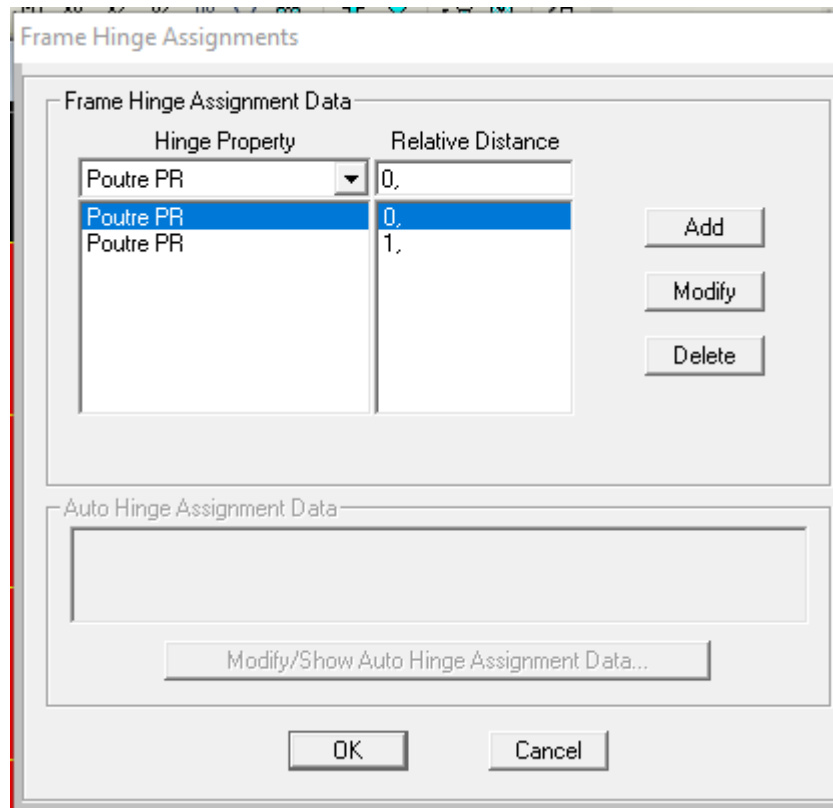 Frame Hinge Assignments
Frame Hinge Assignment Data
Hinge Property Relative Distance
Poutre PR 0,
Poutre PR 0,
Poutre PR 1,
Add
Modify
Delete
Auto Hinge Assignment Data
Modify/Show Auto Hinge Assignment Data...
OK Cancel